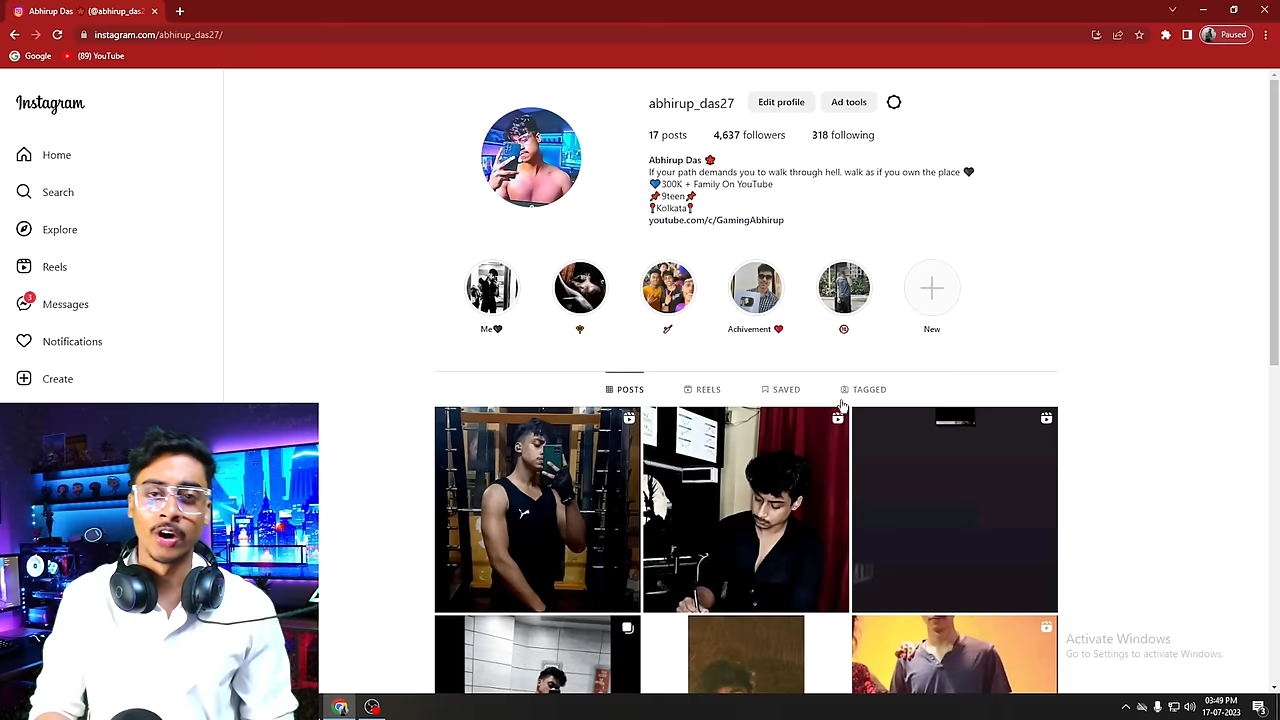 Abhirup Das 
(@abhirup_das2
instagram.com/abhirup_das27/
Paused
Google
(89) YouTube
Instagram
Home
Search
Explore
Reels
3
Messages
Notifications
Create
abhirup_das27
Edit profile
Ad tools
17 posts
4,637 followers
318 following
Abhirup Das
If your path demands you to walk through hell. walk as if you own the place 🖤
💙300K + Family On YouTube
📌9teen📌
📍Kolkata📍
youtube.com/c/GamingAbhirup
Me🖤
Achivement ❤️
New
POSTS
REELS
SAVED
TAGGED
Activate Windows
Go to Settings to activate Windows.
03:49 PM
17-07-2023
3